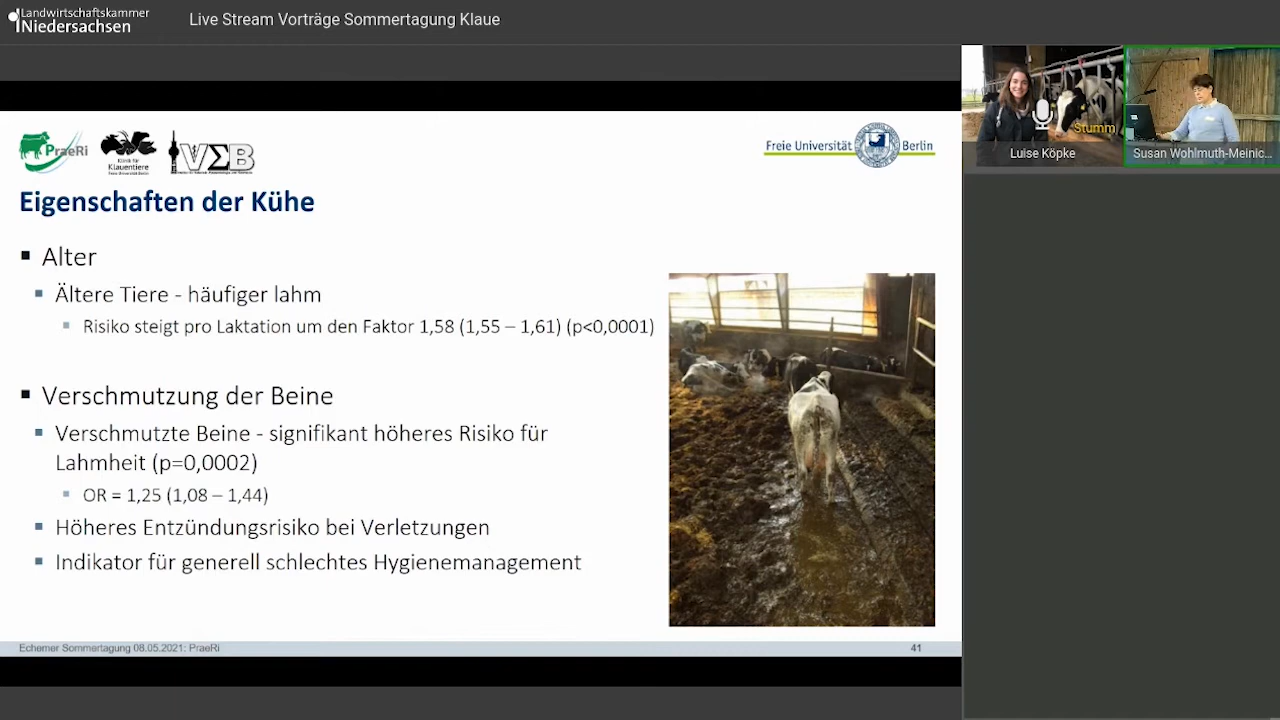 Landwirtschaftskammer
Niedersachsen
Live Stream Vorträge Sommertagung Klaue
PraeRi
Klinik für
Klauentiere
Freie Universität Berlin
VΣB
Freie Universität Berlin
Stumm
Luise Köpke
Susan Wohlmuth-Meinic...
Eigenschaften der Kühe
▪ Alter
▪ Ältere Tiere - häufiger lahm
▪ Risiko steigt pro Laktation um den Faktor 1,58 (1,55 – 1,61) (p<0,0001)
▪ Verschmutzung der Beine
▪ Verschmutzte Beine - signifikant höheres Risiko für
Lahmheit (p=0,0002)
▪ OR = 1,25 (1,08 – 1,44)
▪ Höheres Entzündungsrisiko bei Verletzungen
▪ Indikator für generell schlechtes Hygienemanagement
Echemer Sommertagung 08.05.2021: PraeRi
41